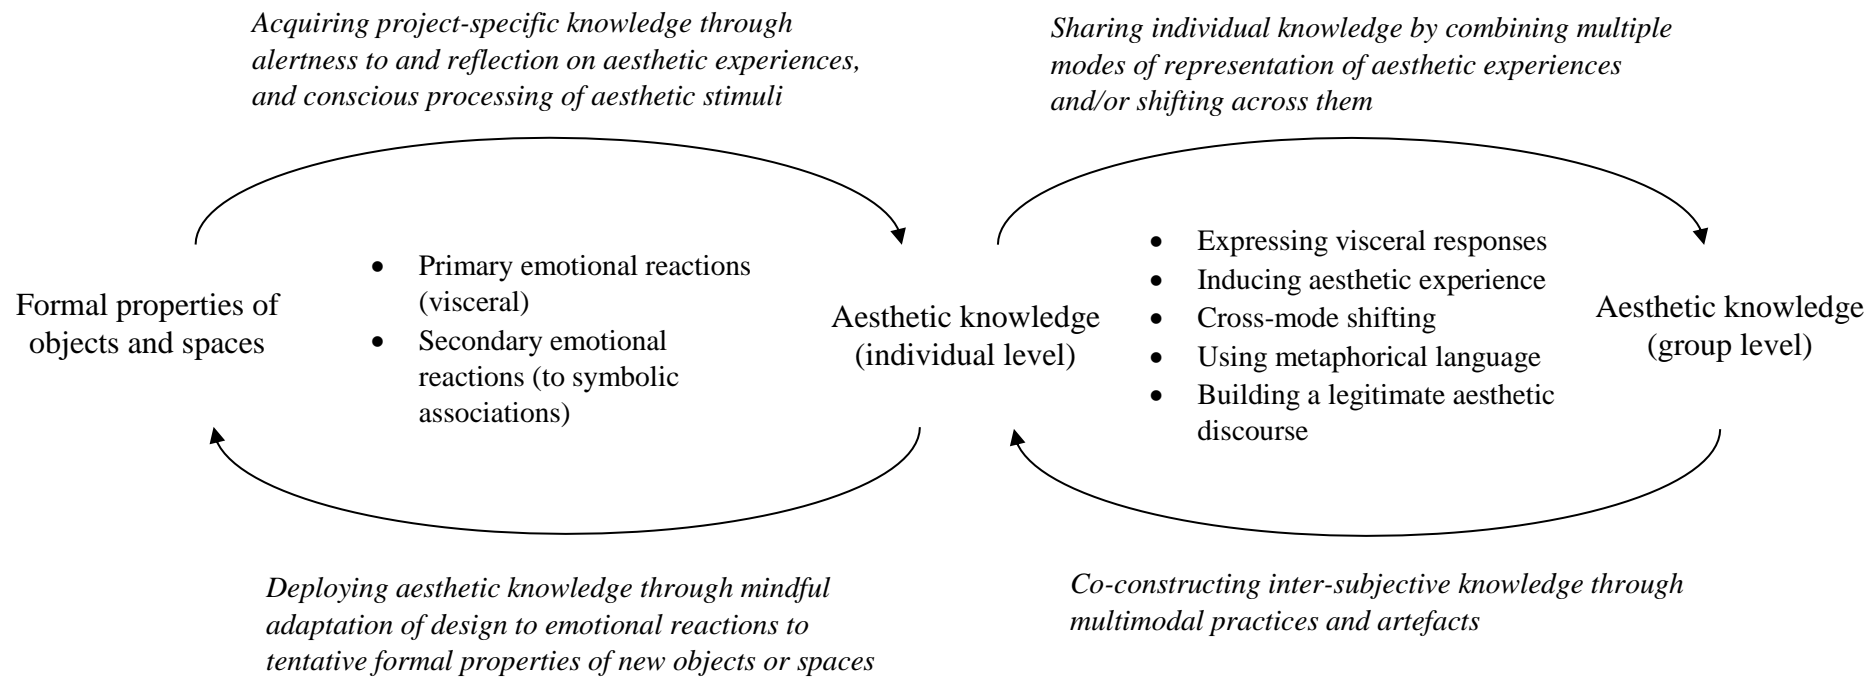 Acquiring project-specific knowledge through
alertness to and reflection on aesthetic experiences,
and conscious processing of aesthetic stimuli
Sharing individual knowledge by combining multiple
modes of representation of aesthetic experiences
and/or shifting across them
Formal properties of
objects and spaces
• Primary emotional reactions
(visceral)
• Secondary emotional
reactions (to symbolic
associations)
Aesthetic knowledge
(individual level)
• Expressing visceral responses
• Inducing aesthetic experience
• Cross-mode shifting
• Using metaphorical language
• Building a legitimate aesthetic
discourse
Aesthetic knowledge
(group level)
Deploying aesthetic knowledge through mindful
adaptation of design to emotional reactions to
tentative formal properties of new objects or spaces
Co-constructing inter-subjective knowledge through
multimodal practices and artefacts